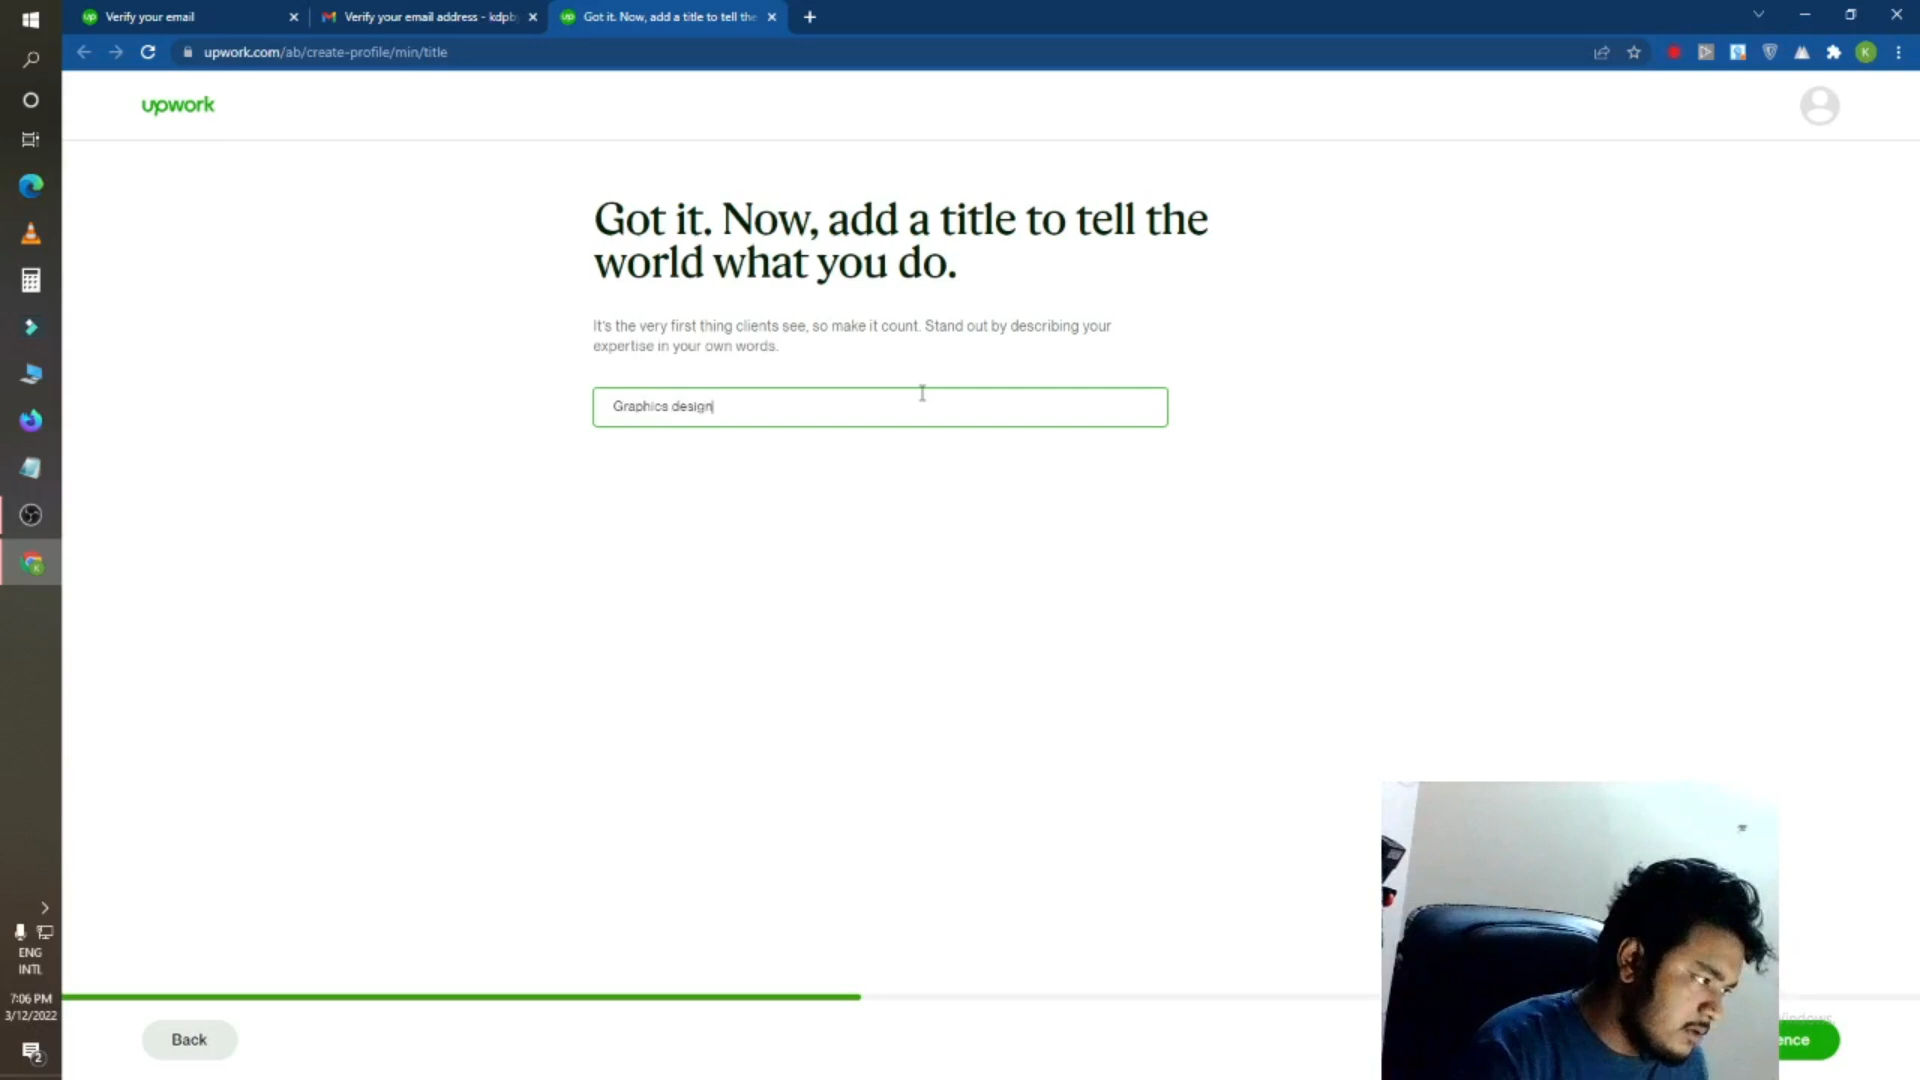 Verify your email
Verify your email address - kdpb
Got it. Now, add a title to tell the
upwork.com/ab/create-profile/min/title
K
upwork
Got it. Now, add a title to tell the
world what you do.
It's the very first thing clients see, so make it count. Stand out by describing your
expertise in your own words.
Graphics design
ENG
INTL
7:06 PM
3/12/2022
2
Back
Windows.
ence